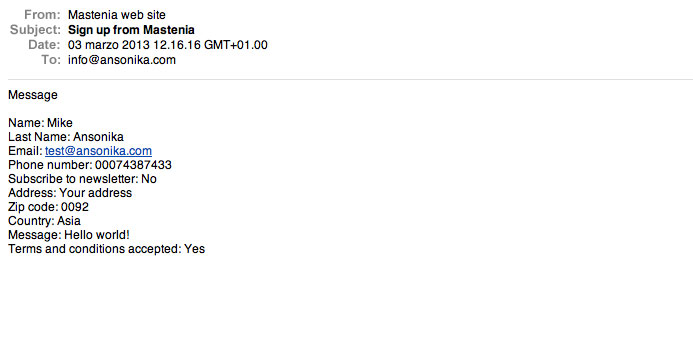 From: Mastenia web site
Subject: Sign up from Mastenia
Date: 03 marzo 2013 12.16.16 GMT+01.00
To: info@ansonika.com
Message
Name: Mike
Last Name: Ansonika
Email: test@ansonika.com
Phone number: 00074387433
Subscribe to newsletter: No
Address: Your address
Zip code: 0092
Country: Asia
Message: Hello world!
Terms and conditions accepted: Yes